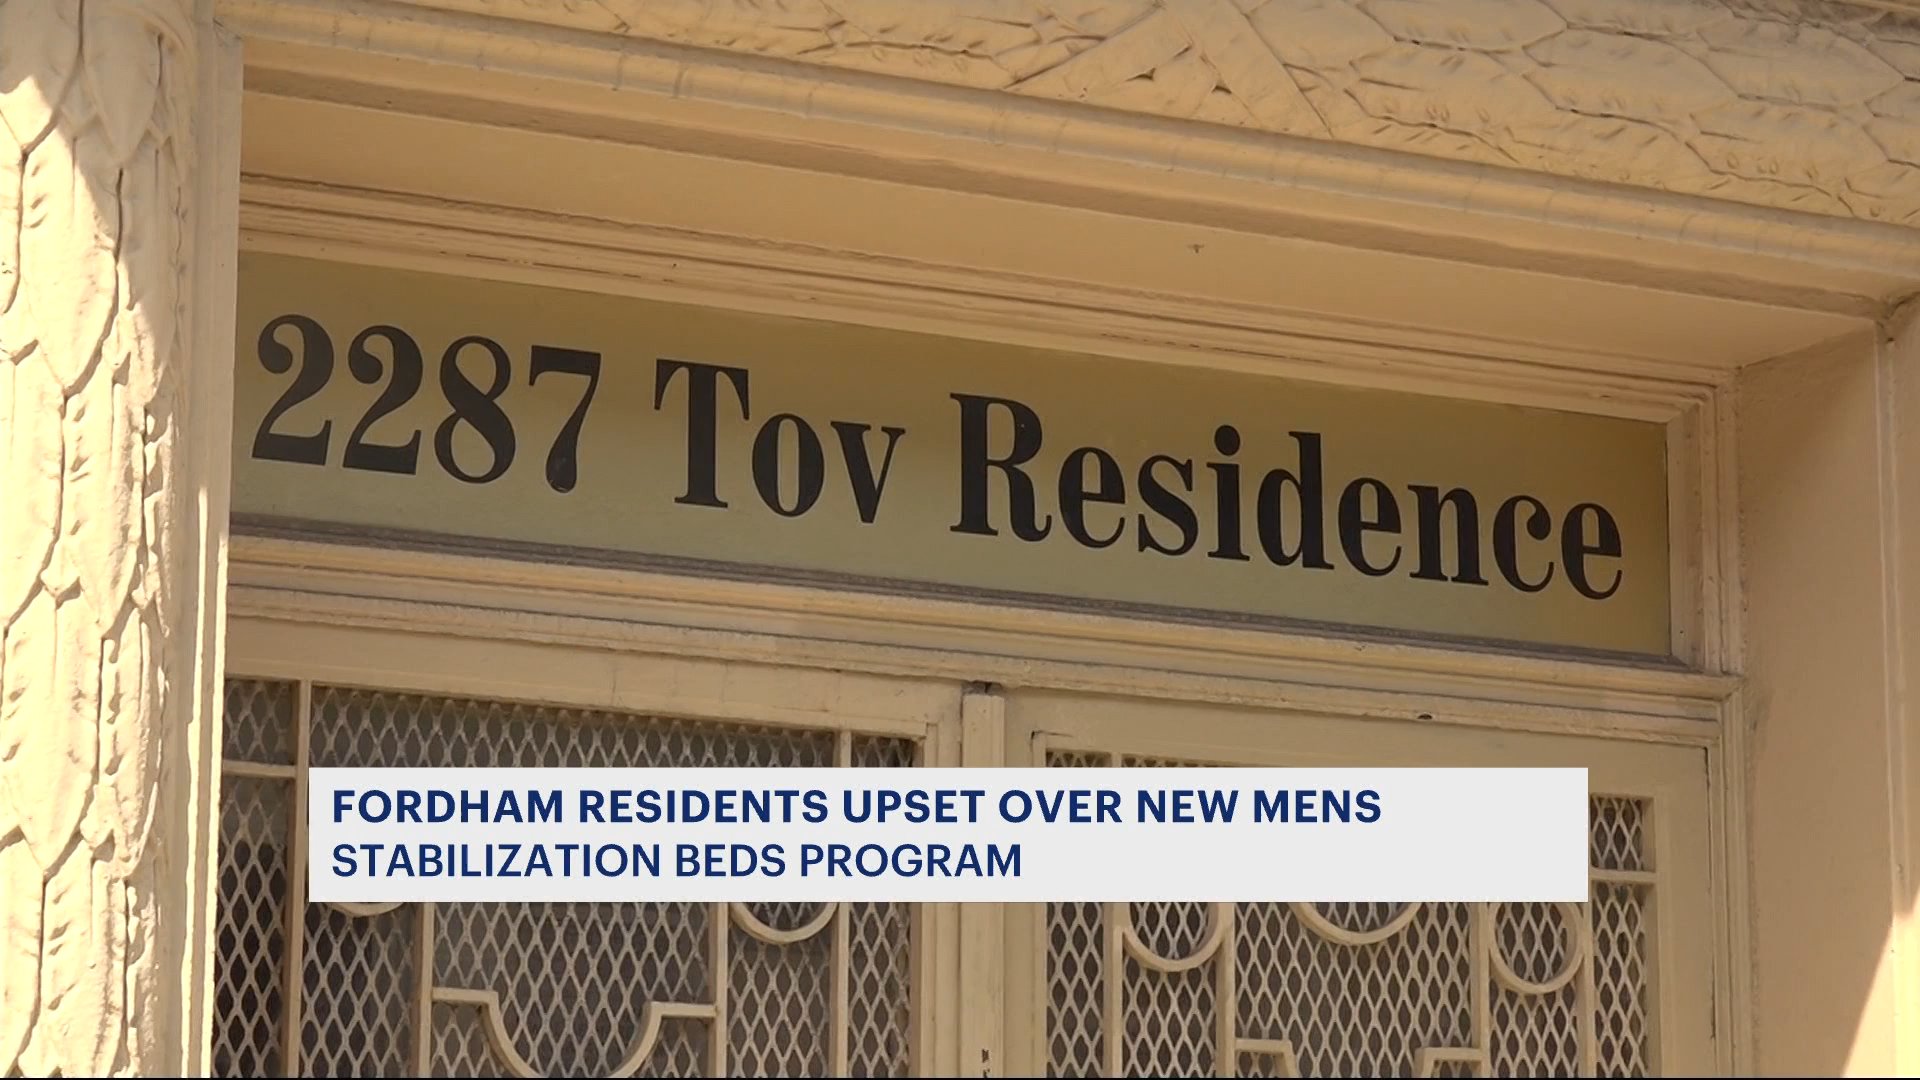 2287 Tov Residence
FORDHAM RESIDENTS UPSET OVER NEW MENS
STABILIZATION BEDS PROGRAM